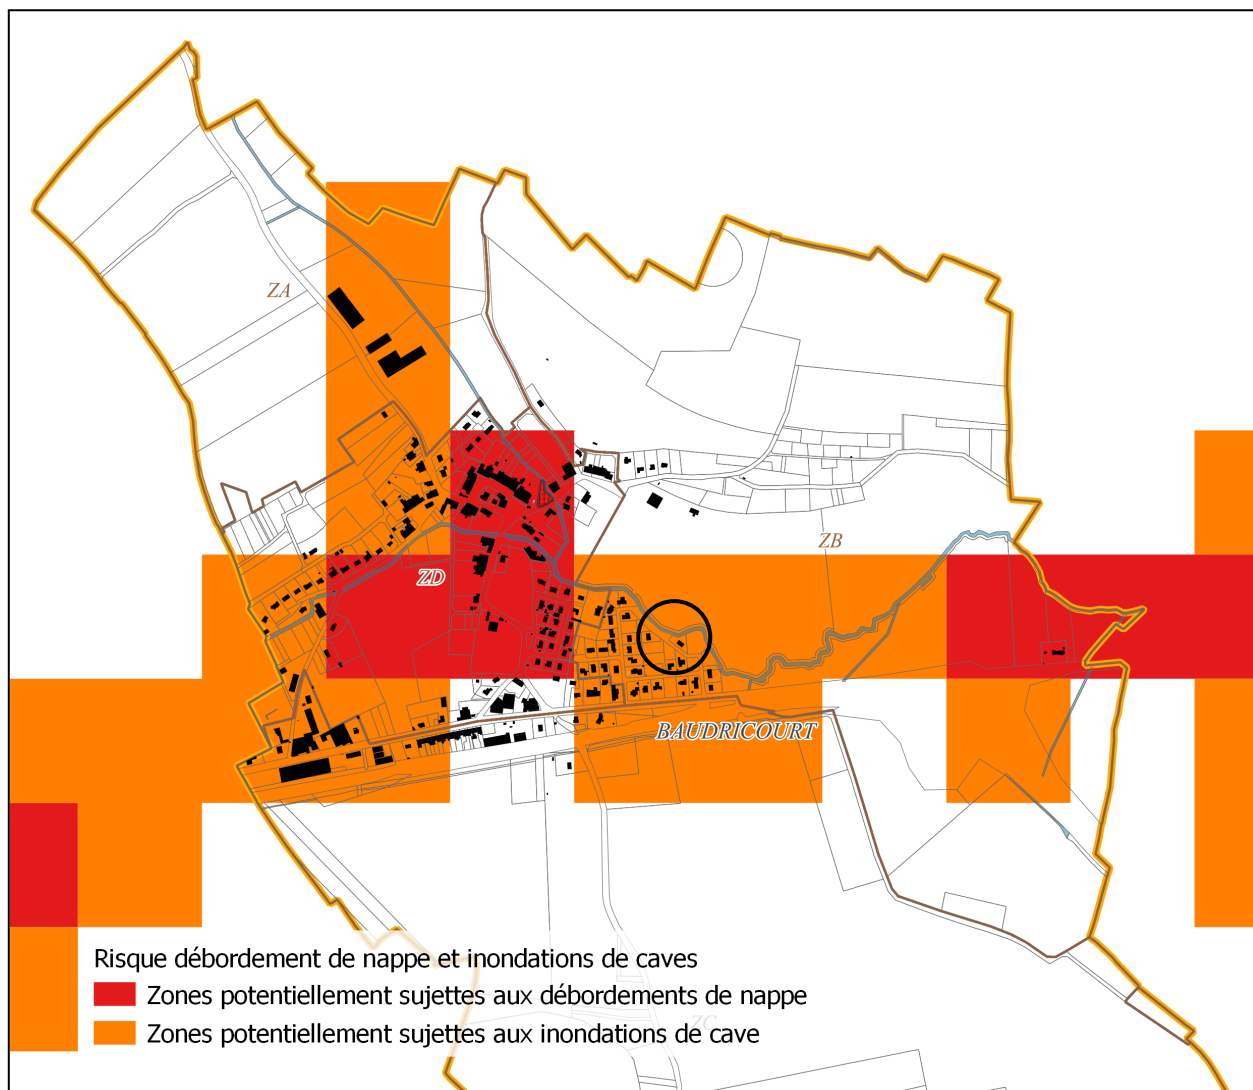 ZA
ZB
ZD
BAUDRICOURT
Risque débordement de nappe et inondations de caves
Zones potentiellement sujettes aux débordements de nappe
ZC
Zones potentiellement sujettes aux inondations de cave